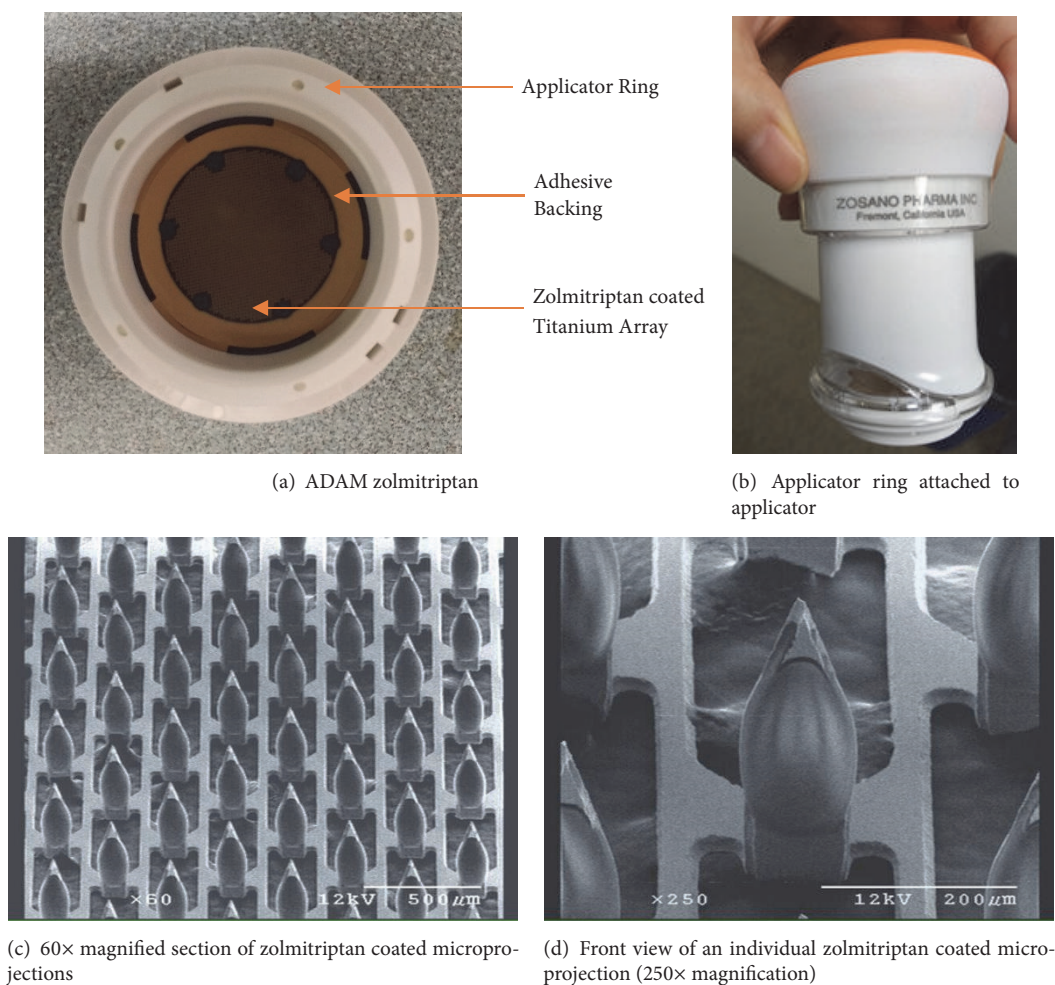 Applicator Ring
Adhesive
Backing
Zolmitriptan coated
Titanium Array
(a) ADAM zolmitriptan
ZOSANO PHARMA INC
Fremont, California USA
(b) Applicator ring attached to
applicator
×60 12kV 500μm
(c) 60× magnified section of zolmitriptan coated micropro-
jections
×250 12kV 200μm
(d) Front view of an individual zolmitriptan coated micro-
projection (250× magnification)